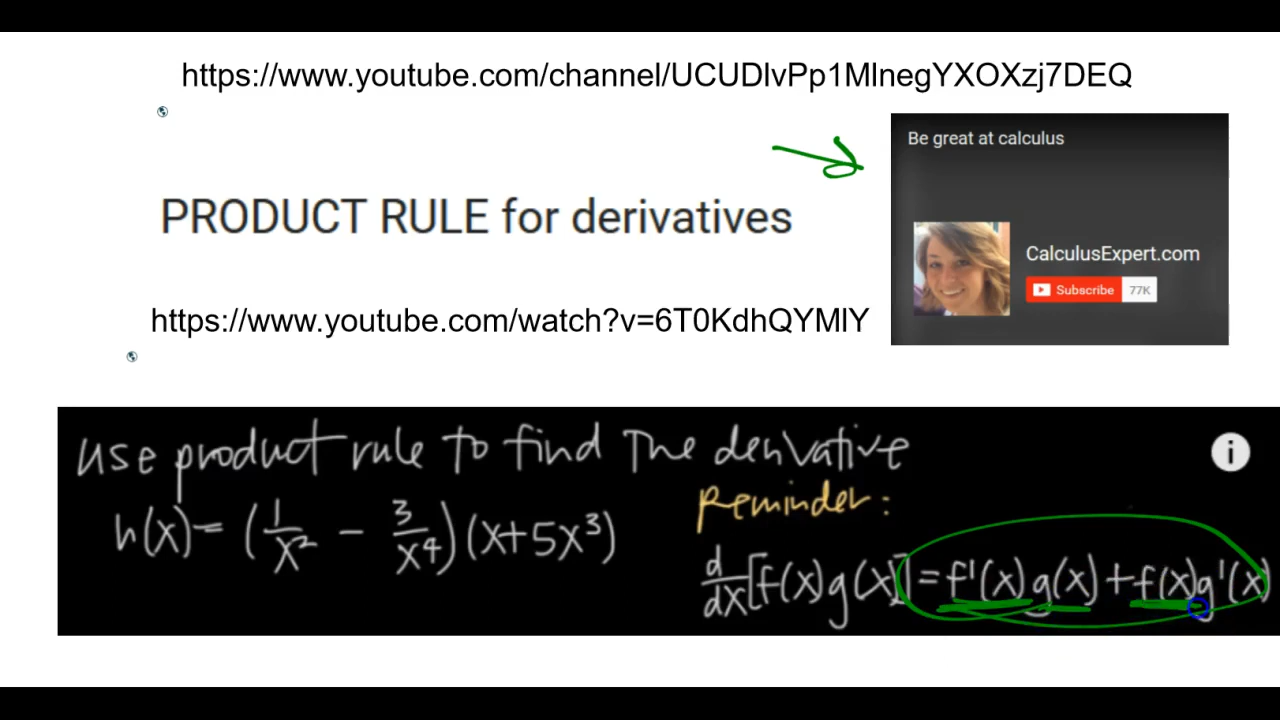 https://www.youtube.com/channel/UCUDlvPp1MlnegYXOXzj7DEQ
Be great at calculus
PRODUCT RULE for derivatives
CalculusExpert.com
Subscribe 77K
https://www.youtube.com/watch?v=6T0KdhQYMlY
Use product rule to find The derivative
i
Reminder:
h(x)= (1/x² - 3/x⁴)(x+5x³)
d/dx[f(x)g(x)]=f'(x)g(x)+f(x)g'(x)